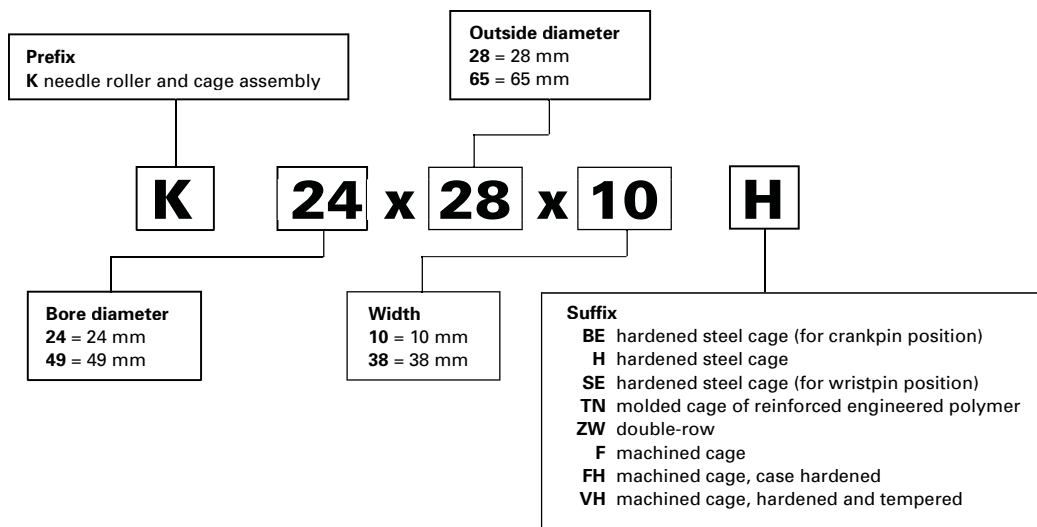 Prefix
K needle roller and cage assembly
Outside diameter
28 = 28 mm
65 = 65 mm
K 24 x 28 x 10 H
Bore diameter
24 = 24 mm
49 = 49 mm
Width
10 = 10 mm
38 = 38 mm
Suffix
BE hardened steel cage (for crankpin position)
H hardened steel cage
SE hardened steel cage (for wristpin position)
TN molded cage of reinforced engineered polymer
ZW double-row
F machined cage
FH machined cage, case hardened
VH machined cage, hardened and tempered